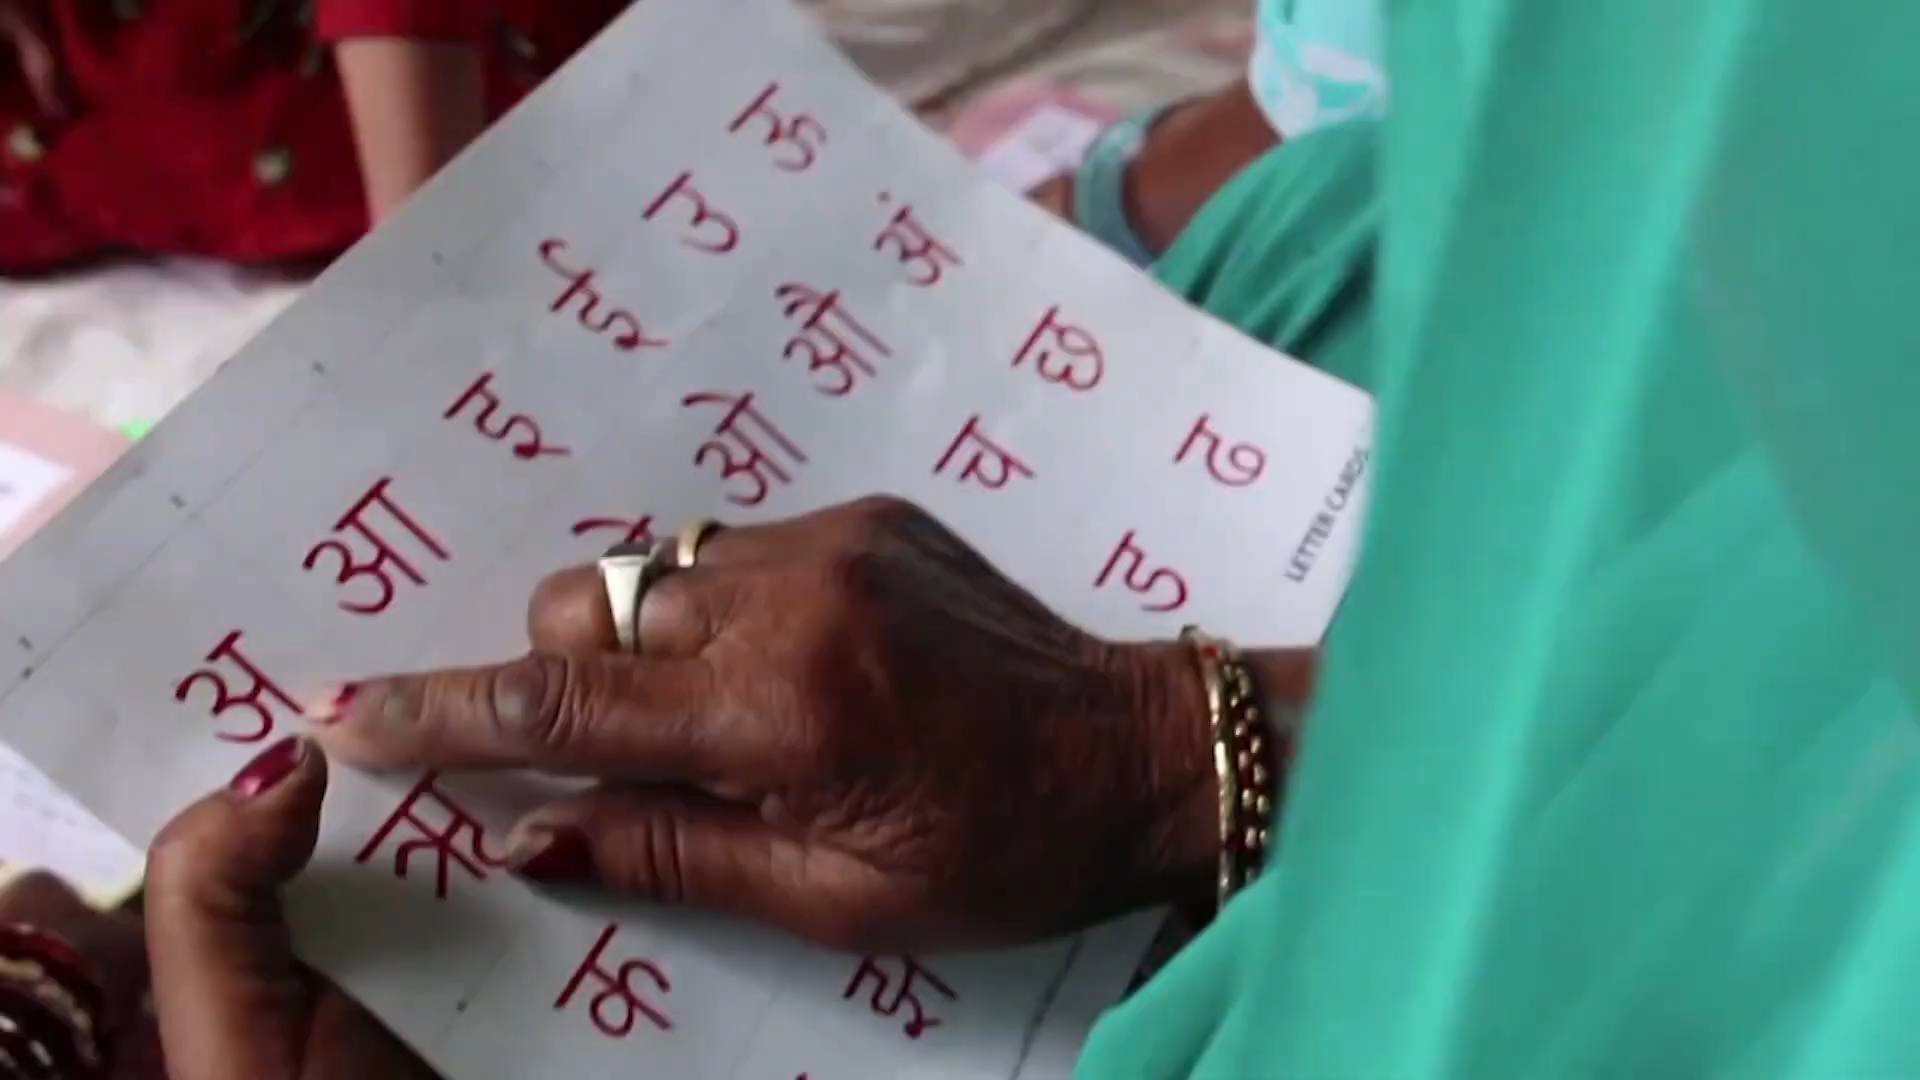 अ आ इ ई उ ऊ
ऋ ओ औ अं
क च छ
झ ड ढ
LETTER CARDS